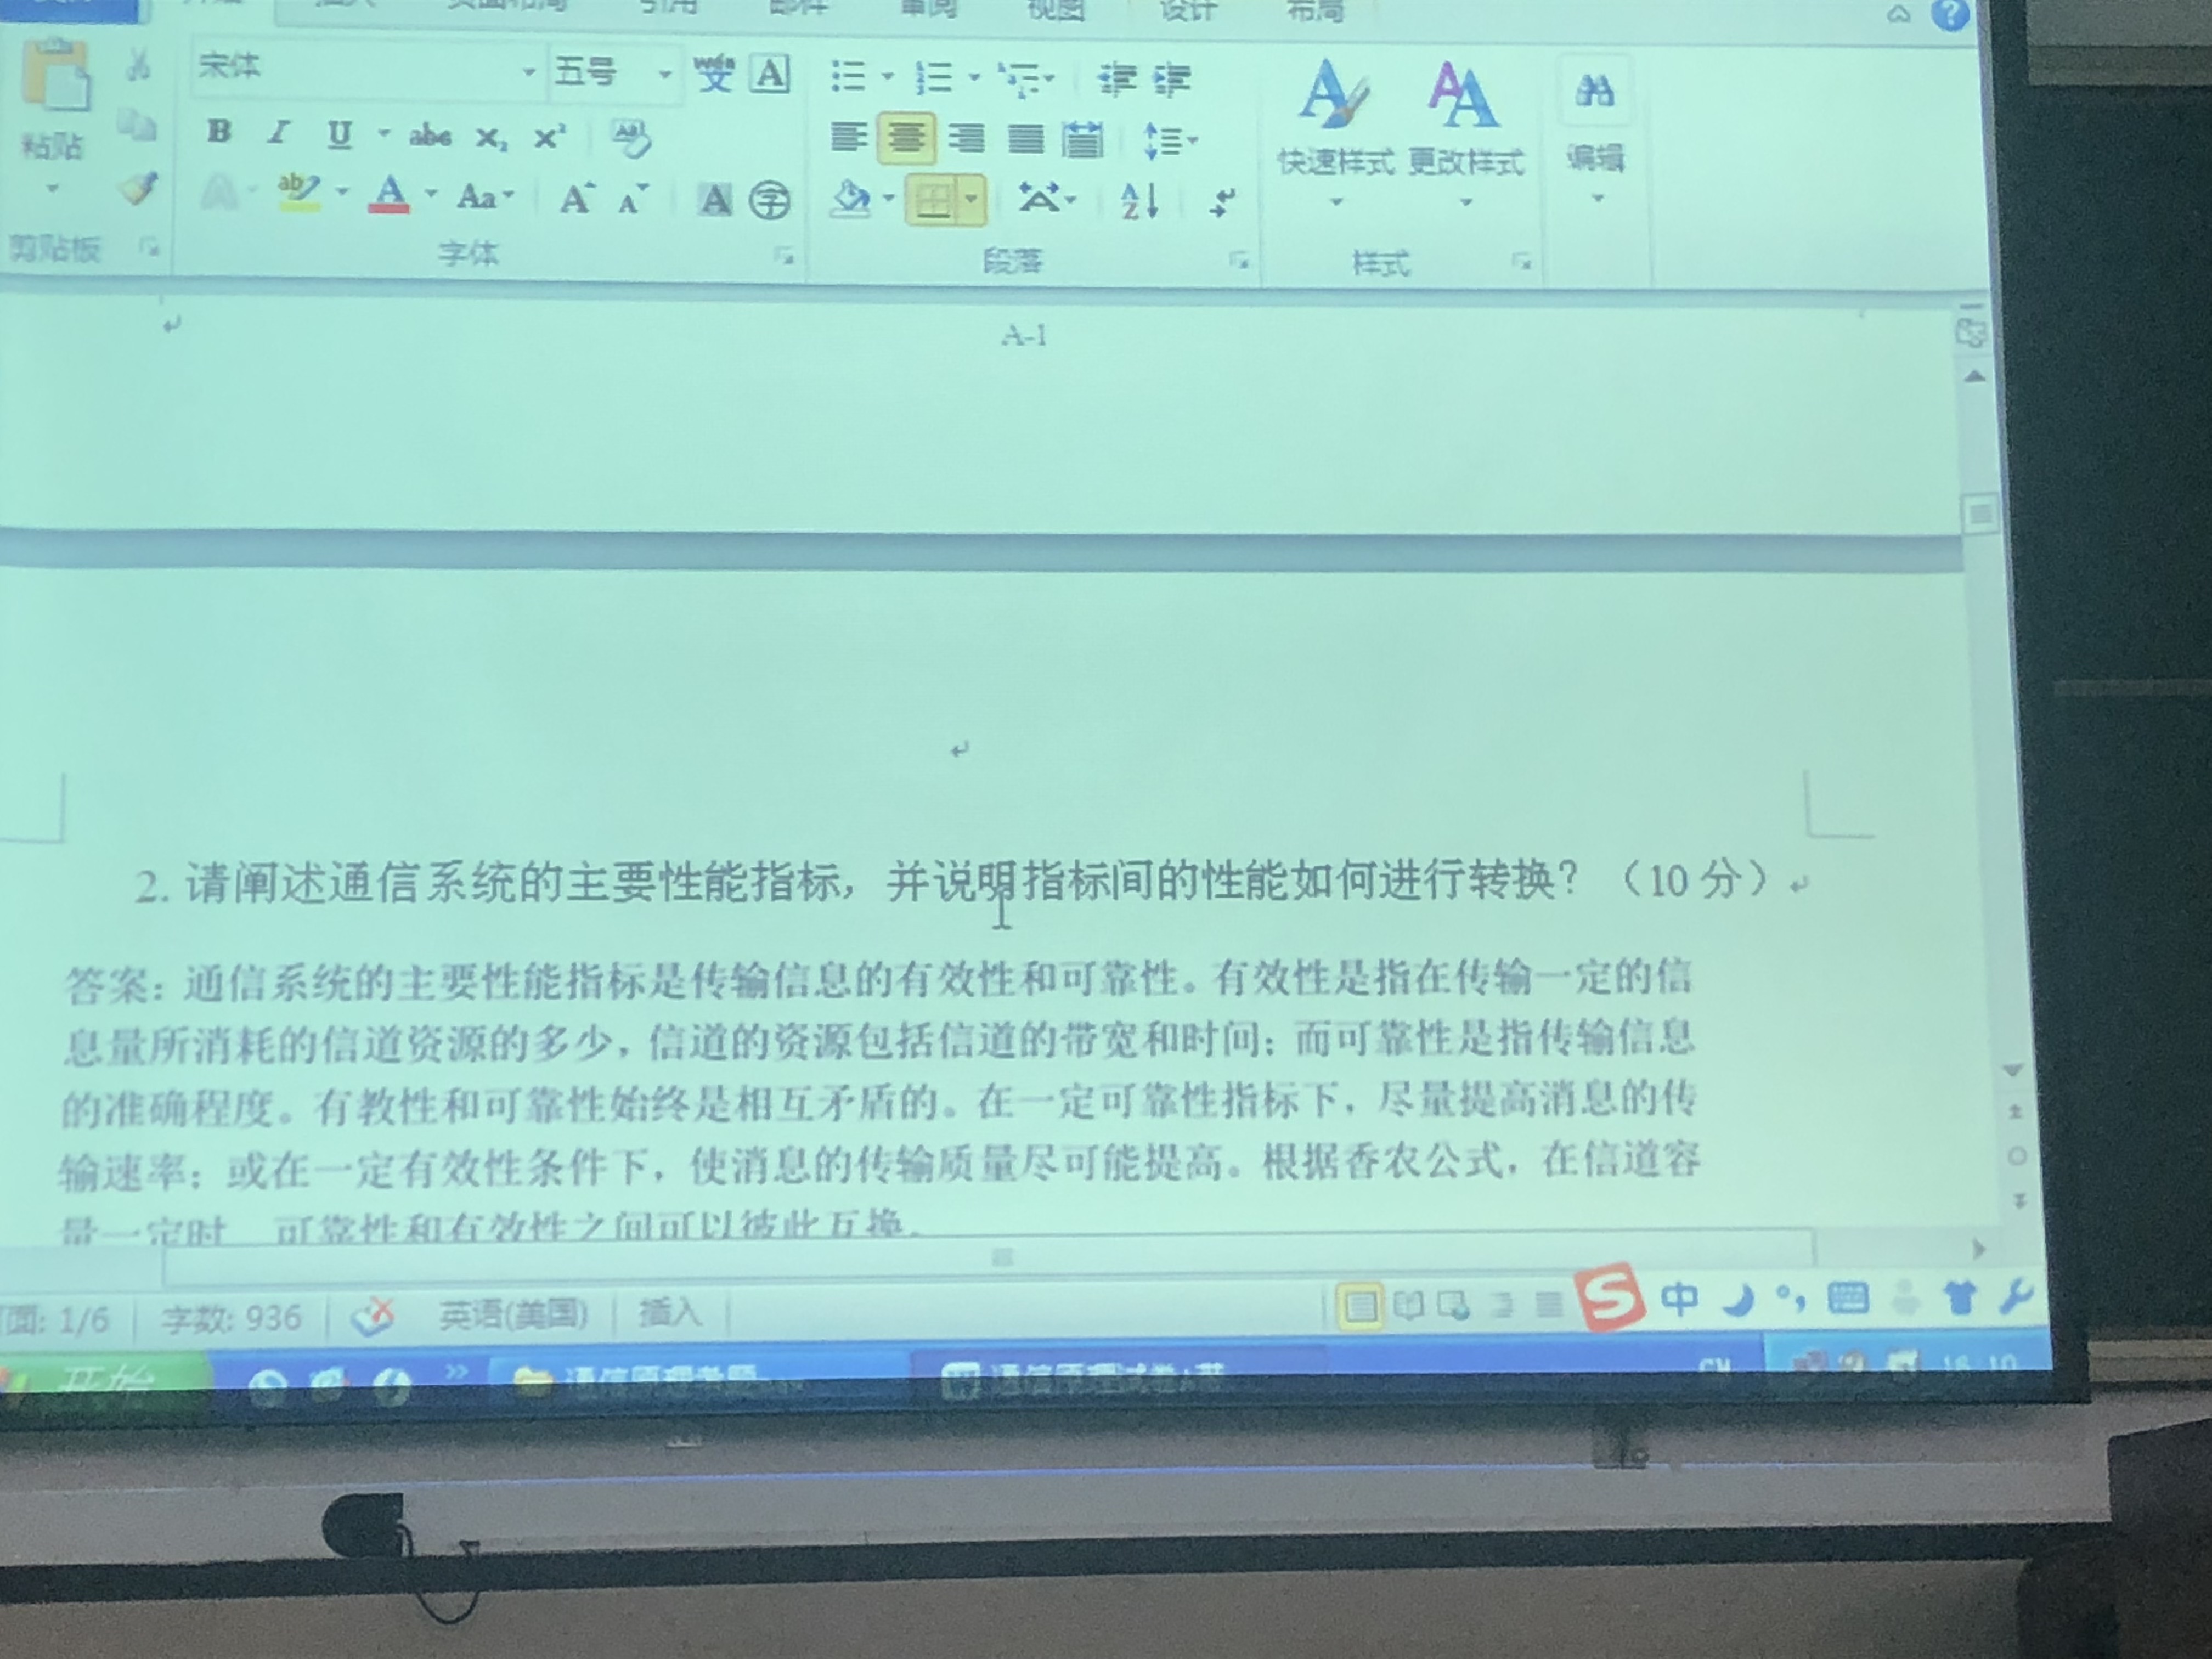 插入 页面布局 引用 邮件 审阅 视图 设计 布局
宋体 五号 wén 文 A
粘贴 B I U abc X₂ X²
A ab A Aa A A A 字 A Z
快速样式 更改样式 编辑
剪贴板 字体 段落 样式
A-1
2. 请阐述通信系统的主要性能指标，并说明指标间的性能如何进行转换？（10 分）
答案：通信系统的主要性能指标是传输信息的有效性和可靠性。有效性是指在传输一定的信
息量所消耗的信道资源的多少，信道的资源包括信道的带宽和时间；而可靠性是指传输信息
的准确程度。有教性和可靠性始终是相互矛盾的。在一定可靠性指标下，尽量提高消息的传
输速率；或在一定有效性条件下，使消息的传输质量尽可能提高。根据香农公式，在信道容
量一定时，可靠性和有效性之间可以彼此互换。
面: 1/6 字数: 936 英语(美国) 插入 S 中
开始 通信原理 通信原理试卷A CH